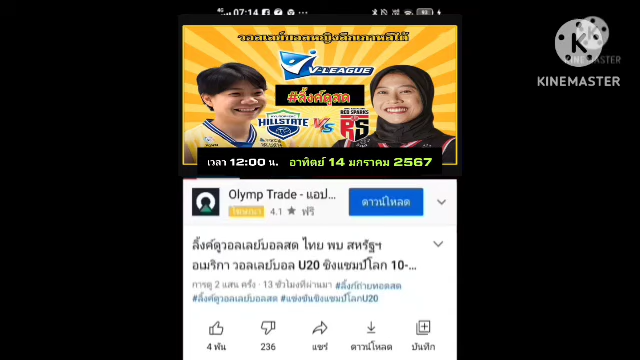 4G 07:14
วอลเลย์บอลหญิงลีกเกาหลีใต้
V-LEAGUE
#ลิ้งค์ดูสด
HILLSTATE
VS
RED SPARKS
RS
เวลา 12:00 น. อาทิตย์ 14 มกราคม 2567
KINEMASTER
KINEMASTER
Olymp Trade - แอป...
ดาวน์โหลด
โฆษณา 4.1 ★ ฟรี
ลิ้งค์ดูวอลเลย์บอลสด ไทย พบ สหรัฐฯ
อเมริกา วอลเลย์บอล U20 ชิงแชมป์โลก 10-...
การดู 2 แสน ครั้ง · 13 ชั่วโมงที่ผ่านมา #ลิ้งก์ถ่ายทอดสด
#ลิ้งค์ดูวอลเลย์บอลสด #แข่งขันชิงแชมป์โลกU20
4 พัน 236 แชร์ ดาวน์โหลด บันทึก